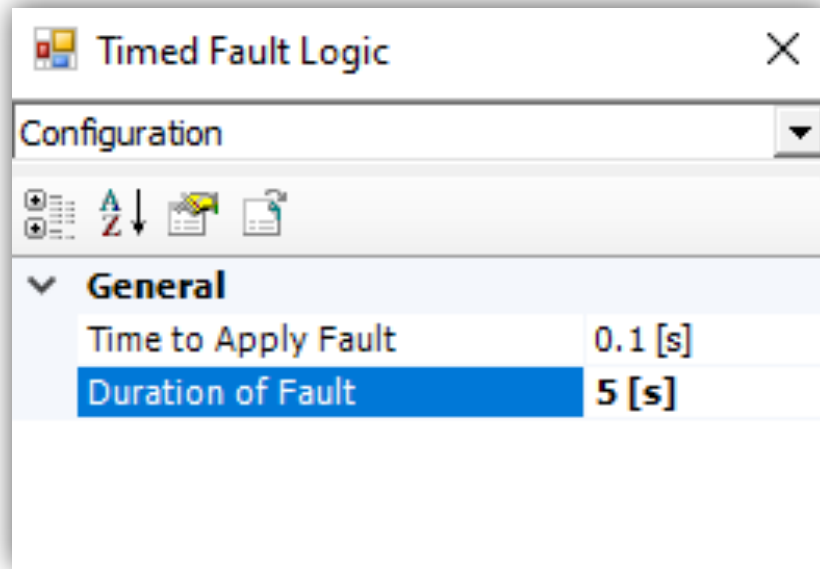 Timed Fault Logic
Configuration
General
Time to Apply Fault 0.1 [s]
Duration of Fault 5 [s]